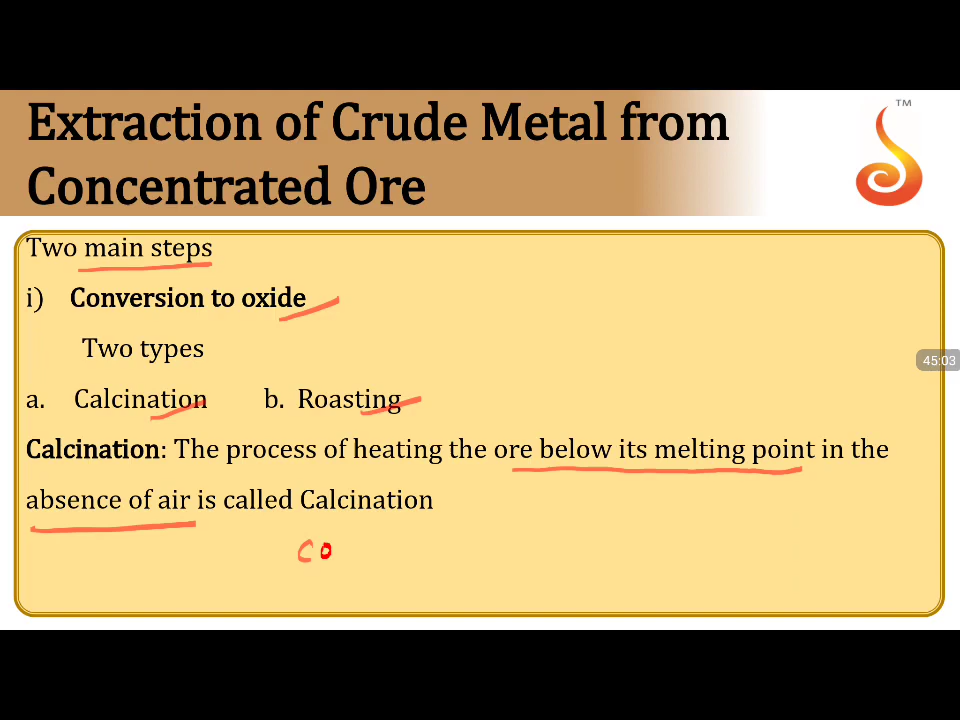 TM
Extraction of Crude Metal from
Concentrated Ore
Two main steps
i) Conversion to oxide
Two types
45:03
a. Calcination b. Roasting
Calcination: The process of heating the ore below its melting point in the
absence of air is called Calcination
CO